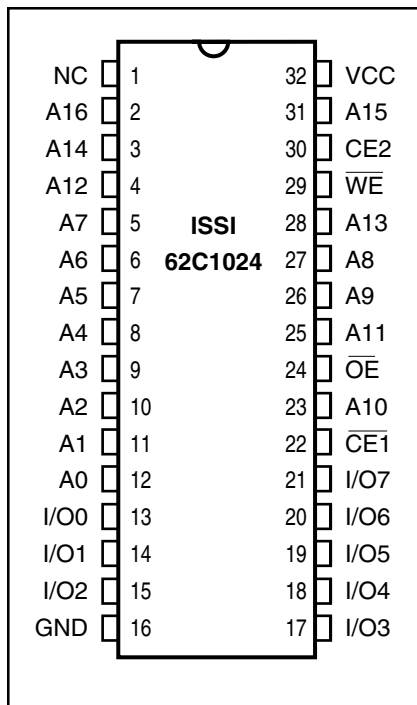 NC 1 32 VCC
A16 2 31 A15
A14 3 30 CE2
A12 4 29 W̅E̅
A7 5 ISSI 28 A13
A6 6 62C1024 27 A8
A5 7 26 A9
A4 8 25 A11
A3 9 24 O̅E̅
A2 10 23 A10
A1 11 22 C̅E̅1̅
A0 12 21 I/O7
I/O0 13 20 I/O6
I/O1 14 19 I/O5
I/O2 15 18 I/O4
GND 16 17 I/O3